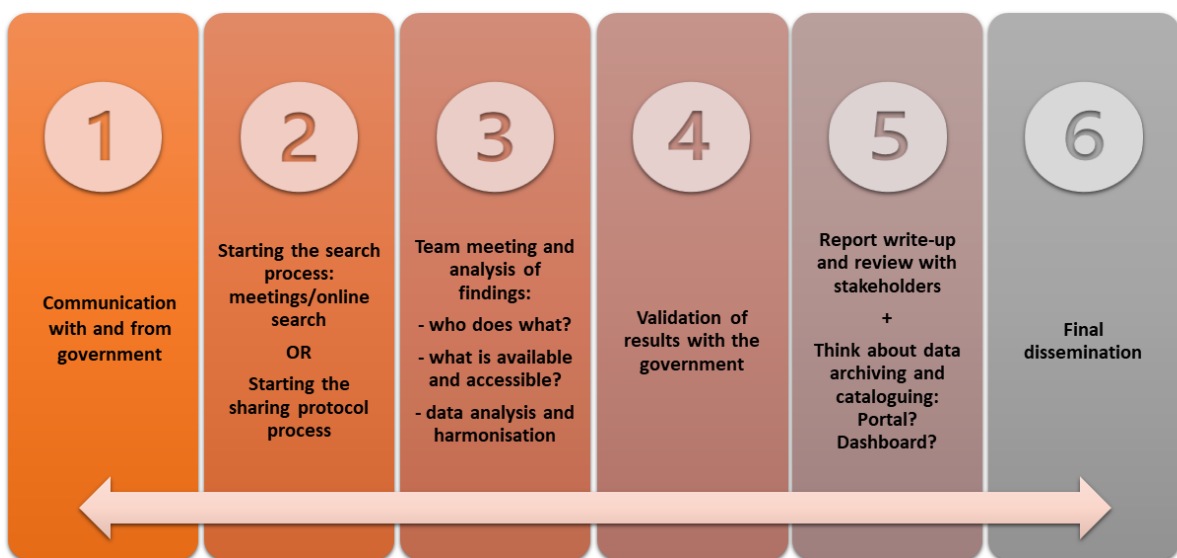 1
Communication
with and from
government
2
Starting the search
process:
meetings/online
search
OR
Starting the
sharing protocol
process
3
Team meeting and
analysis of
findings:
- who does what?
- what is available
and accessible?
- data analysis and
harmonisation
4
Validation of
results with the
government
5
Report write-up
and review with
stakeholders
+
Think about data
archiving and
cataloguing:
Portal?
Dashboard?
6
Final
dissemination